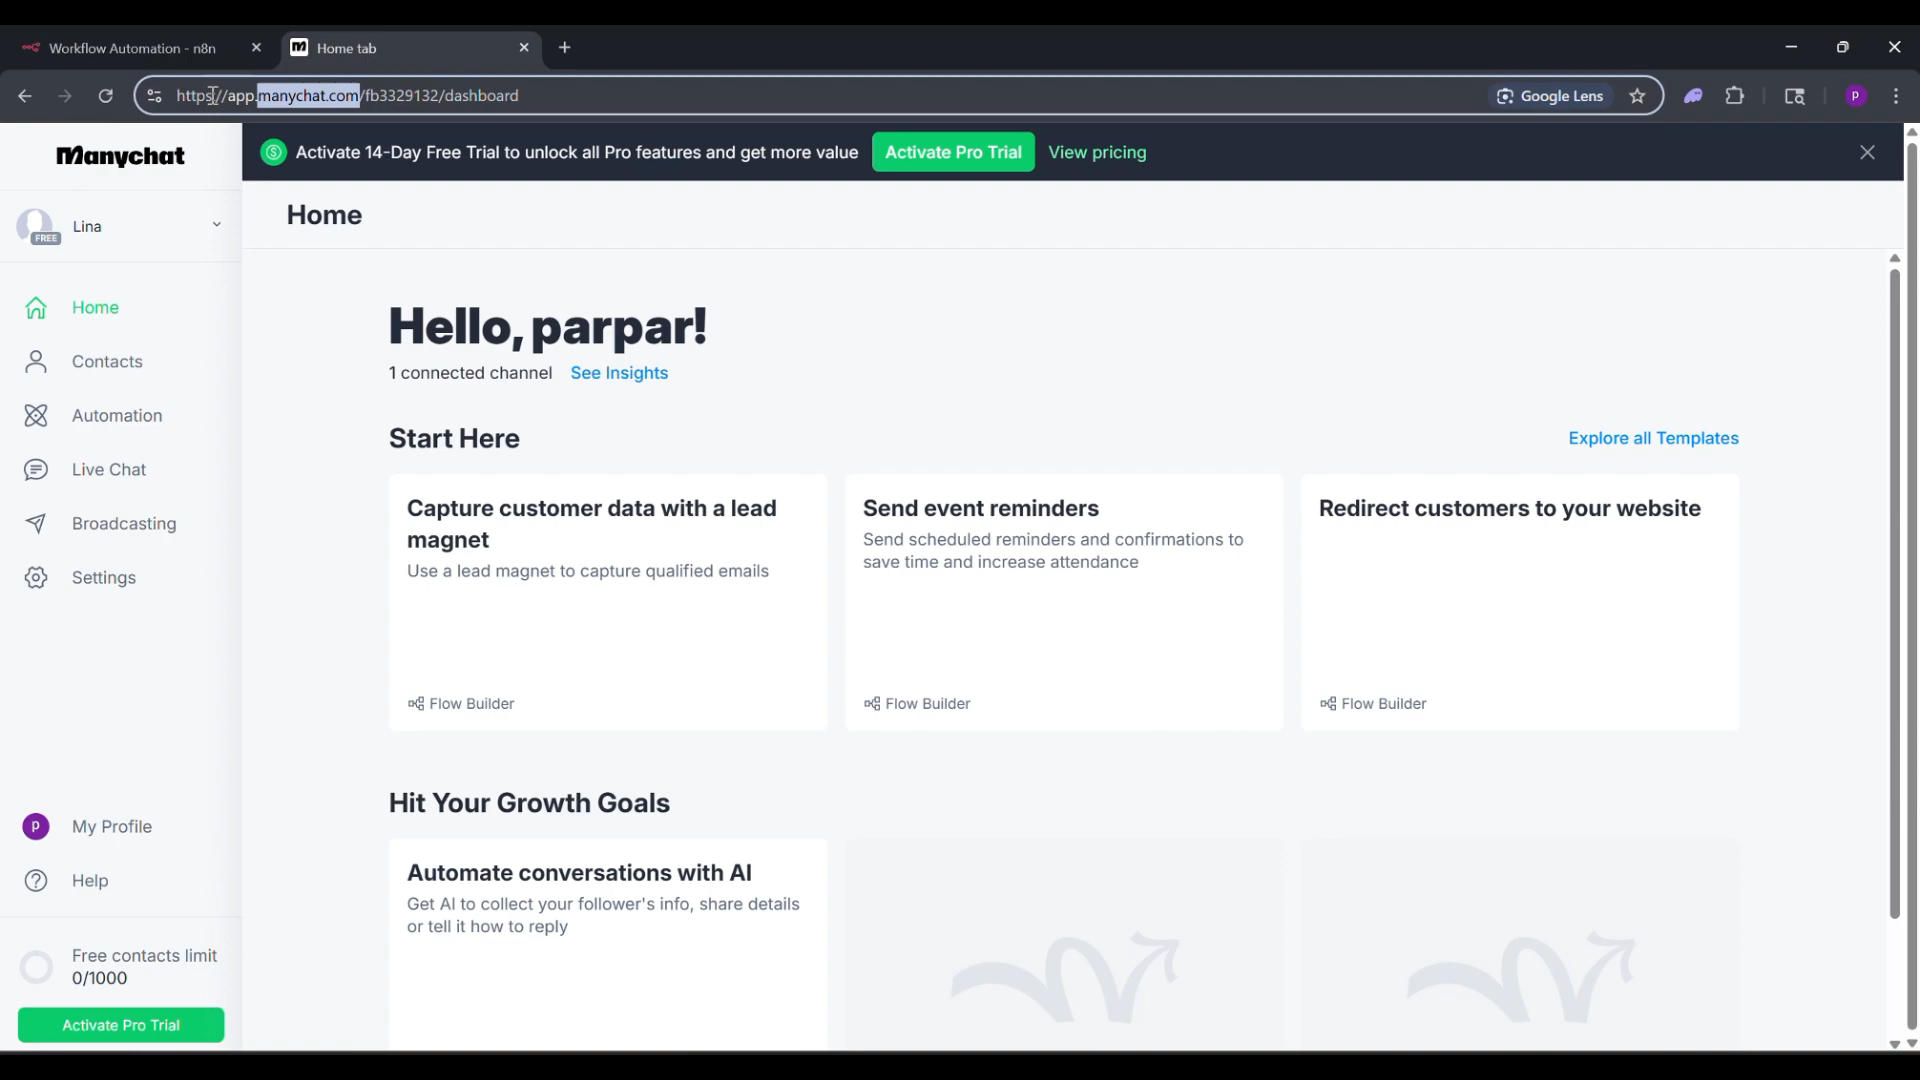 Workflow Automation - n8n
Home tab
https://app.manychat.com/fb3329132/dashboard
Google Lens
P
Manychat
Activate 14-Day Free Trial to unlock all Pro features and get more value
Activate Pro Trial
View pricing
FREE
Lina
Home
Home
Contacts
Automation
Live Chat
Broadcasting
Settings
Hello, parpar!
1 connected channel
See Insights
Start Here
Explore all Templates
Capture customer data with a lead
magnet
Use a lead magnet to capture qualified emails
Flow Builder
Send event reminders
Send scheduled reminders and confirmations to
save time and increase attendance
Flow Builder
Redirect customers to your website
Flow Builder
Hit Your Growth Goals
Automate conversations with AI
Get AI to collect your follower's info, share details
or tell it how to reply
P
My Profile
Help
Free contacts limit
0/1000
Activate Pro Trial